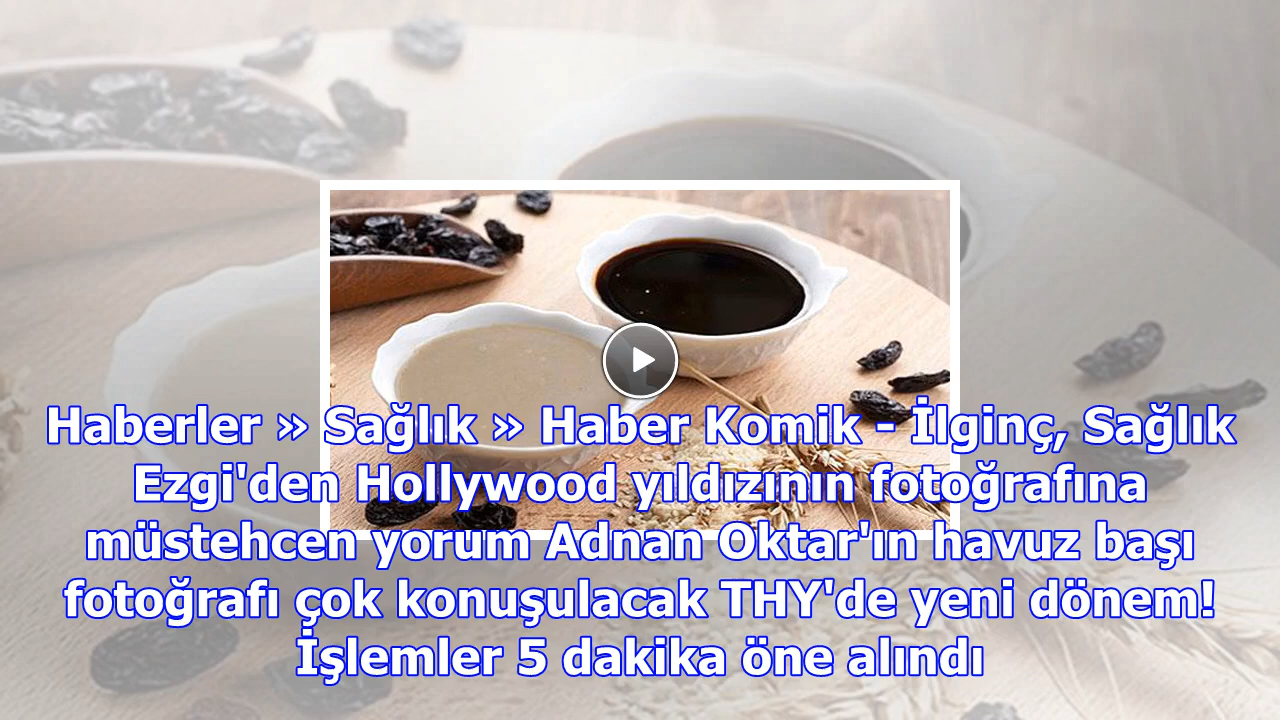 Haberler » Sağlık » Haber Komik - İlginç, Sağlık
Ezgi'den Hollywood yıldızının fotoğrafına
müstehcen yorum Adnan Oktar'ın havuz başı
fotoğrafı çok konuşulacak THY'de yeni dönem!
İşlemler 5 dakika öne alındı